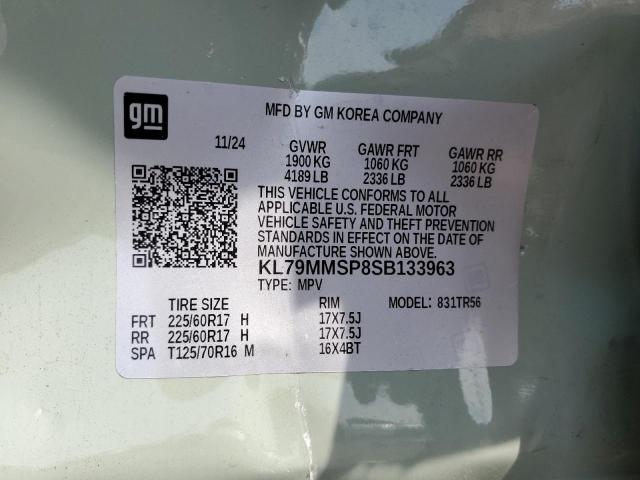 gm
MFD BY GM KOREA COMPANY
11/24 GVWR GAWR FRT GAWR RR
1900 KG 1060 KG 1060 KG
4189 LB 2336 LB 2336 LB
THIS VEHICLE CONFORMS TO ALL
APPLICABLE U.S. FEDERAL MOTOR
VEHICLE SAFETY AND THEFT PREVENTION
STANDARDS IN EFFECT ON THE DATE OF
MANUFACTURE SHOWN ABOVE.
KL79MMSP8SB133963
TYPE: MPV
TIRE SIZE RIM MODEL: 831TR56
FRT 225/60R17 H 17X7.5J
RR 225/60R17 H 17X7.5J
SPA T125/70R16 M 16X4BT